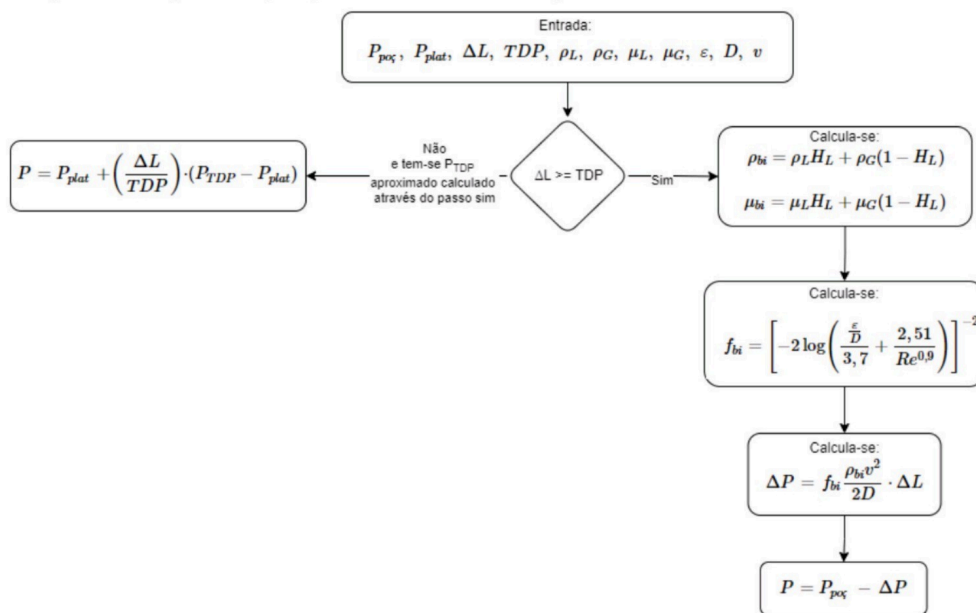 Entrada:
P_poç, P_plat, ΔL, TDP, ρ_L, ρ_G, μ_L, μ_G, ε, D, v
ΔL >= TDP
Não
e tem-se P_TDP
aproximado calculado
através do passo sim
P = P_plat + (ΔL/TDP)·(P_TDP − P_plat)
Sim
Calcula-se:
ρ_bi = ρ_L H_L + ρ_G(1 − H_L)
μ_bi = μ_L H_L + μ_G(1 − H_L)
Calcula-se:
f_bi = [−2 log((ε/D)/3,7 + 2,51/Re^0,9)]^−2
Calcula-se:
ΔP = f_bi ρ_bi v²/2D · ΔL
P = P_poç − ΔP